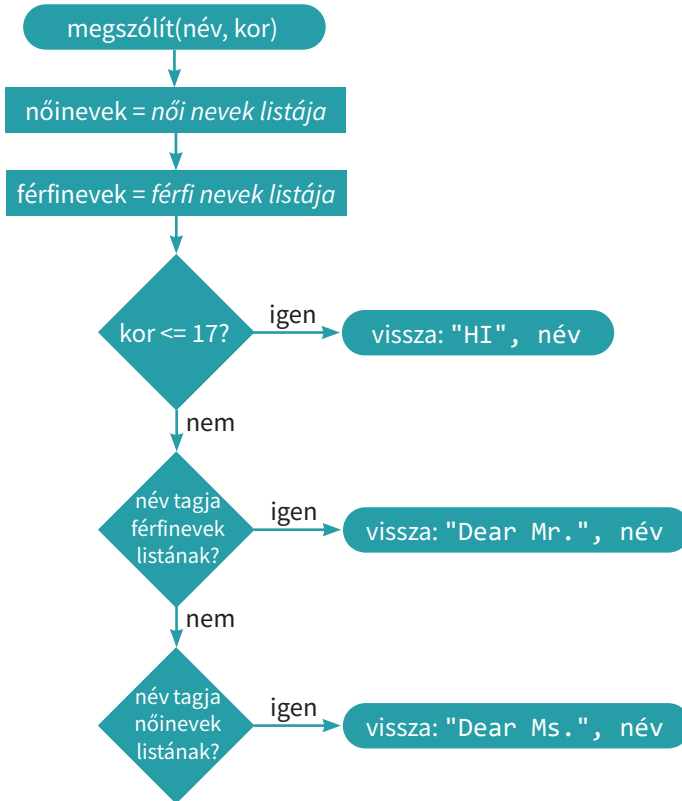 megszólít(név, kor)
nőinevek = női nevek listája
férfinevek = férfi nevek listája
kor <= 17?
igen
vissza: "HI", név
nem
név tagja
férfinevek
listának?
igen
vissza: "Dear Mr.", név
nem
név tagja
nőinevek
listának?
igen
vissza: "Dear Ms.", név